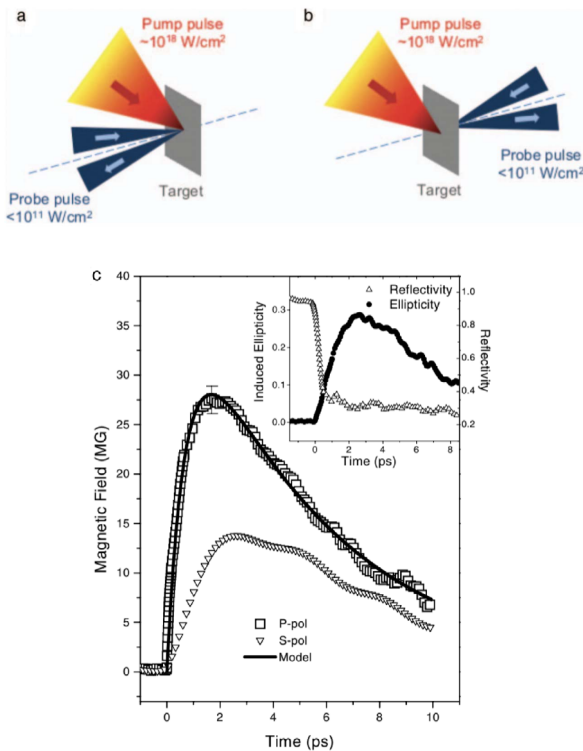 a
Pump pulse
~10¹⁸ W/cm²
Probe pulse
<10¹¹ W/cm²
Target
b
Pump pulse
~10¹⁸ W/cm²
Probe pulse
<10¹¹ W/cm²
Target
c
Magnetic Field (MG)
40
35
30
25
20
15
10
5
0
0 2 4 6 8 10
Time (ps)
P-pol
S-pol
Model
Reflectivity
Ellipticity
Induced Ellipticity
0.3
0.2
0.1
0.0
Reflectivity
1.0
0.8
0.6
0.4
0.2
0 2 4 6 8
Time (ps)